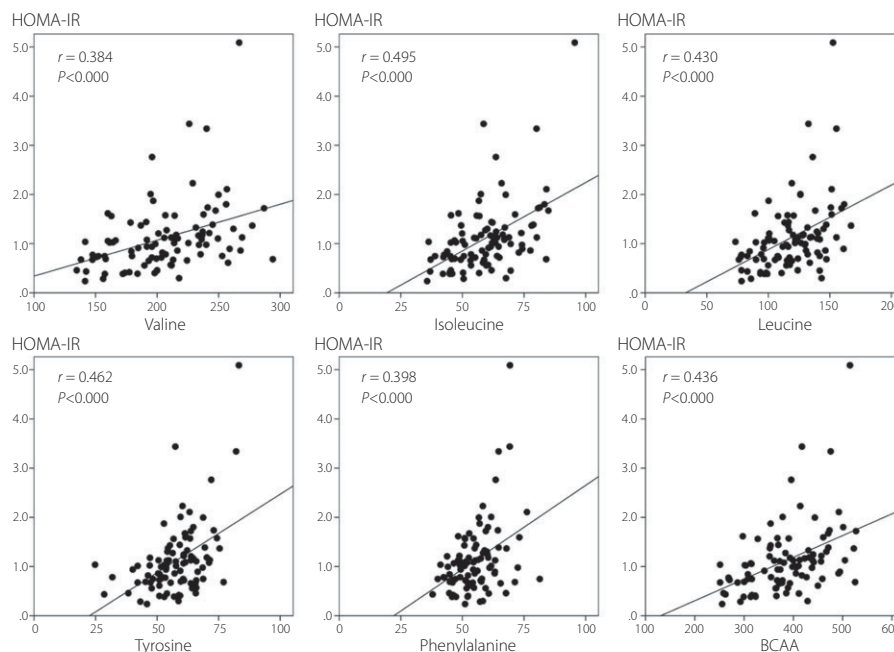 HOMA-IR
r = 0.384
P<0.000
5.0
4.0
3.0
2.0
1.0
.0
100 150 200 250 300
Valine
HOMA-IR
r = 0.495
P<0.000
5.0
4.0
3.0
2.0
1.0
.0
0 25 50 75 100
Isoleucine
HOMA-IR
r = 0.430
P<0.000
5.0
4.0
3.0
2.0
1.0
.0
0 50 100 150 200
Leucine
HOMA-IR
r = 0.462
P<0.000
5.0
4.0
3.0
2.0
1.0
.0
0 25 50 75 100
Tyrosine
HOMA-IR
r = 0.398
P<0.000
5.0
4.0
3.0
2.0
1.0
.0
0 25 50 75 100
Phenylalanine
HOMA-IR
r = 0.436
P<0.000
5.0
4.0
3.0
2.0
1.0
.0
100 200 300 400 500 600
BCAA